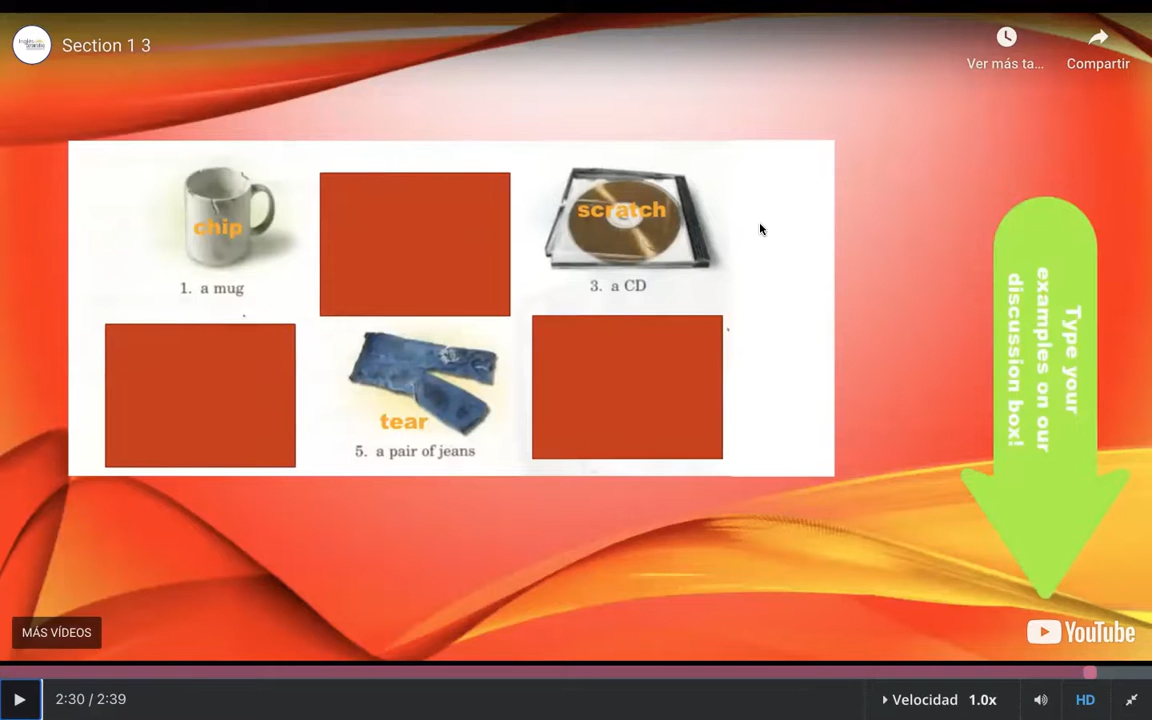 Section 1 3
Ver más ta...
Compartir
chip
scratch
1. a mug
3. a CD
tear
5. a pair of jeans
Type your
examples on our
discussion box!
MÁS VÍDEOS
YouTube
2:30 / 2:39
Velocidad 1.0x
HD